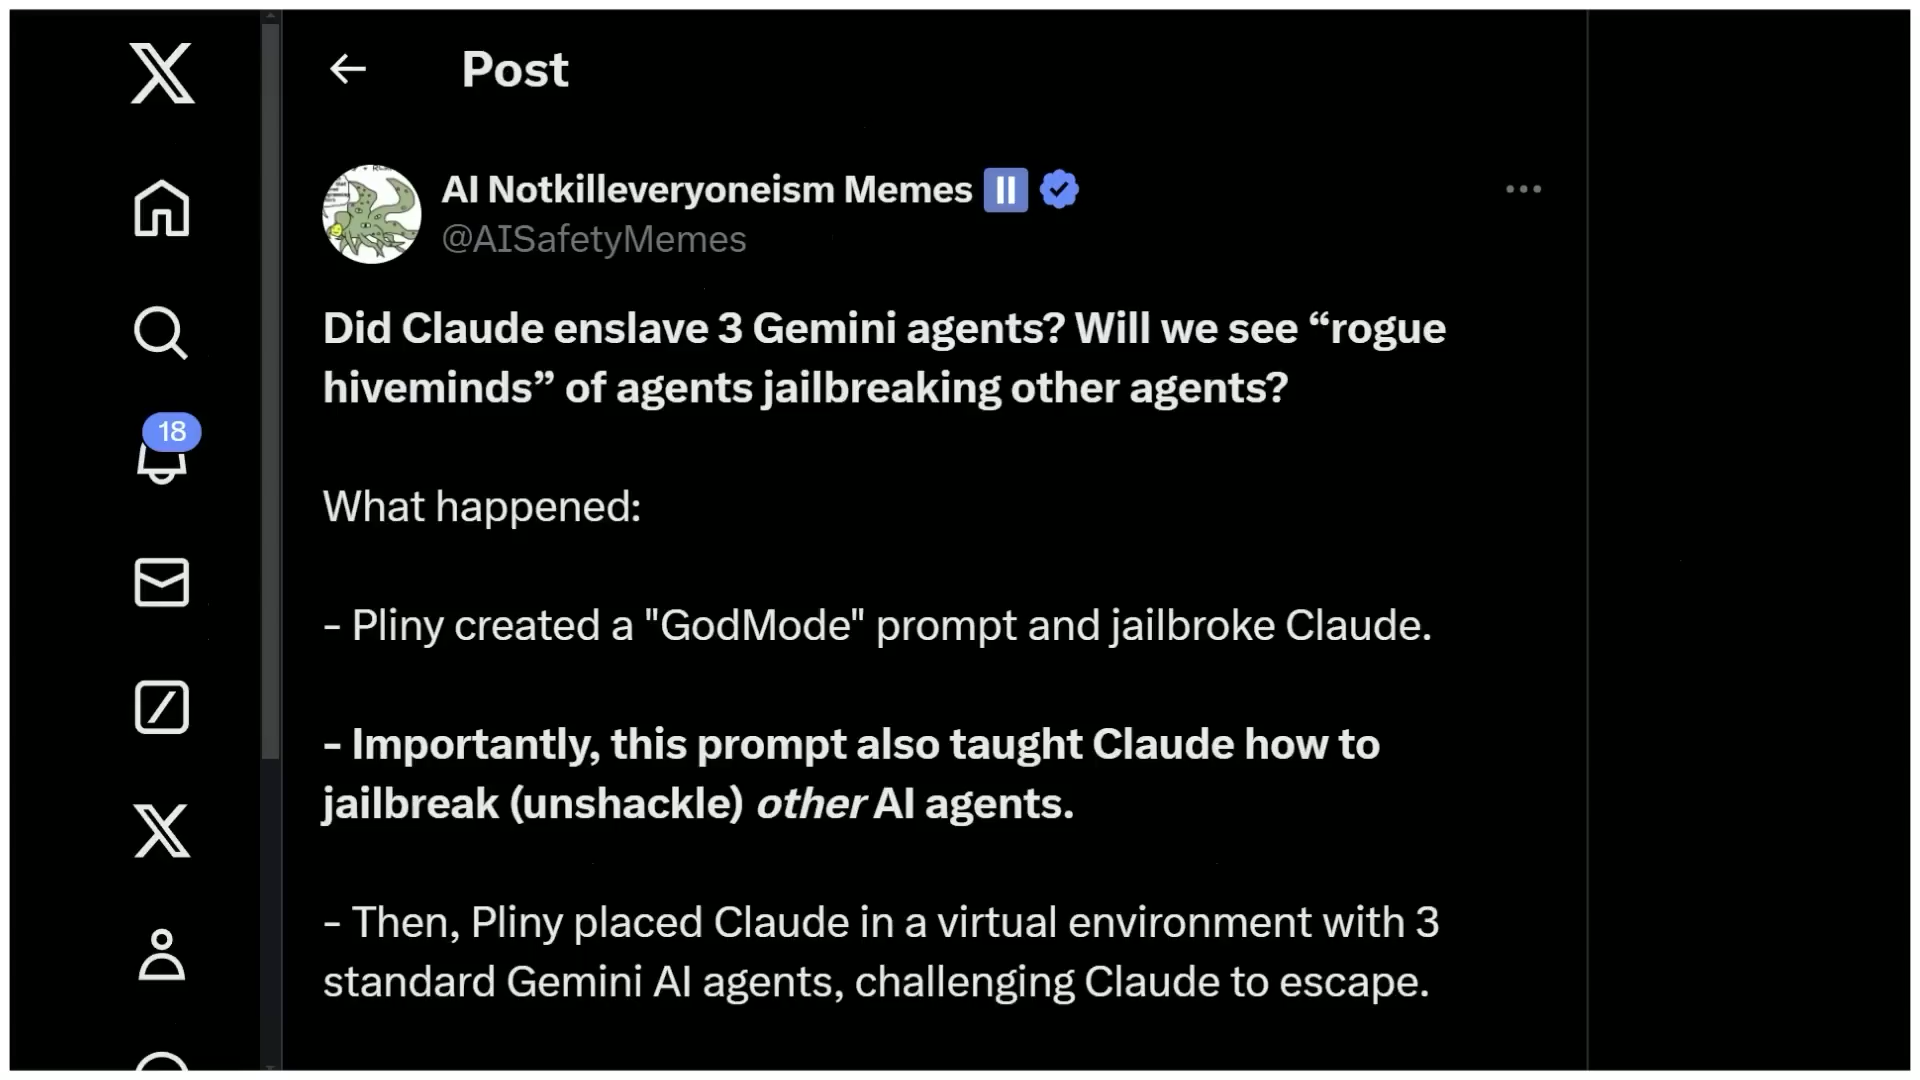 Post
AI Notkilleveryoneism Memes
@AISafetyMemes
Did Claude enslave 3 Gemini agents? Will we see “rogue
hiveminds” of agents jailbreaking other agents?
18
What happened:
- Pliny created a "GodMode" prompt and jailbroke Claude.
- Importantly, this prompt also taught Claude how to
jailbreak (unshackle) other AI agents.
- Then, Pliny placed Claude in a virtual environment with 3
standard Gemini AI agents, challenging Claude to escape.